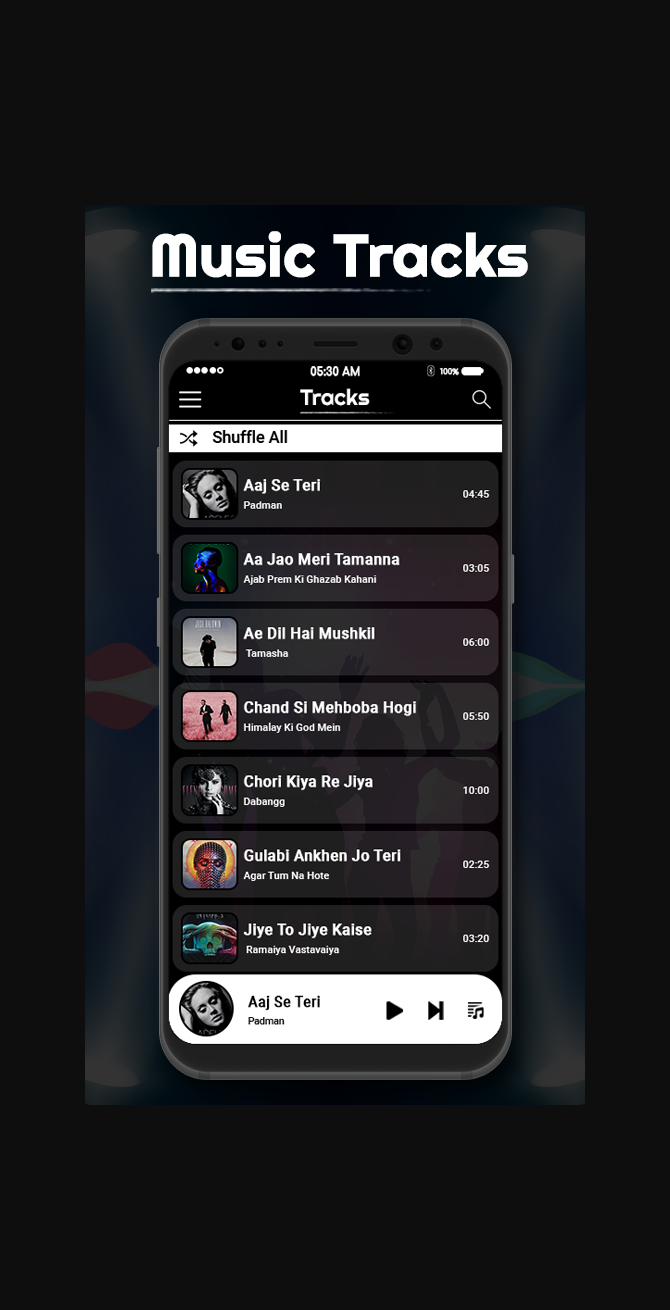 Music Tracks
05:30 AM
100%
Tracks
Shuffle All
Aaj Se Teri
Padman
04:45
Aa Jao Meri Tamanna
Ajab Prem Ki Ghazab Kahani
03:05
Ae Dil Hai Mushkil
Tamasha
06:00
Chand Si Mehboba Hogi
Himalay Ki God Mein
05:50
Chori Kiya Re Jiya
Dabangg
10:00
Gulabi Ankhen Jo Teri
Agar Tum Na Hote
02:25
Jiye To Jiye Kaise
Ramaiya Vastavaiya
03:20
Aaj Se Teri
Padman